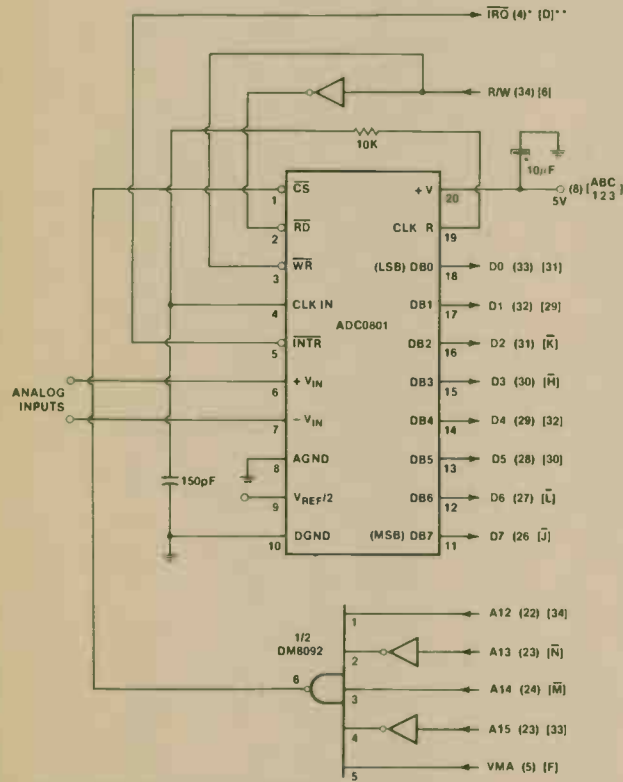 IRQ (4)* [D]**
R/W (34) [6]
10K
10µF
(8) [ABC
123]
5V
CS
1
+V
20
RD
2
CLK R
19
WR
3
(LSB) DB0
18
D0 (33) [31]
CLK IN
4
DB1
17
D1 (32) [29]
ADC0801
INTR
5
DB2
16
D2 (31) [K̅]
ANALOG
INPUTS
+ VIN
6
DB3
15
D3 (30) [H̅]
− VIN
7
DB4
14
D4 (29) [32]
AGND
8
DB5
13
D5 (28) [30]
150pF
VREF/2
9
DB6
12
D6 (27) [L̅]
DGND
10
(MSB) DB7
11
D7 (26 [J̅]
1/2
DM8092
6
1
A12 (22) [34]
2
A13 (23) [N̅]
3
A14 (24) [M̅]
4
A15 (23) [33]
5
VMA (5) [F]